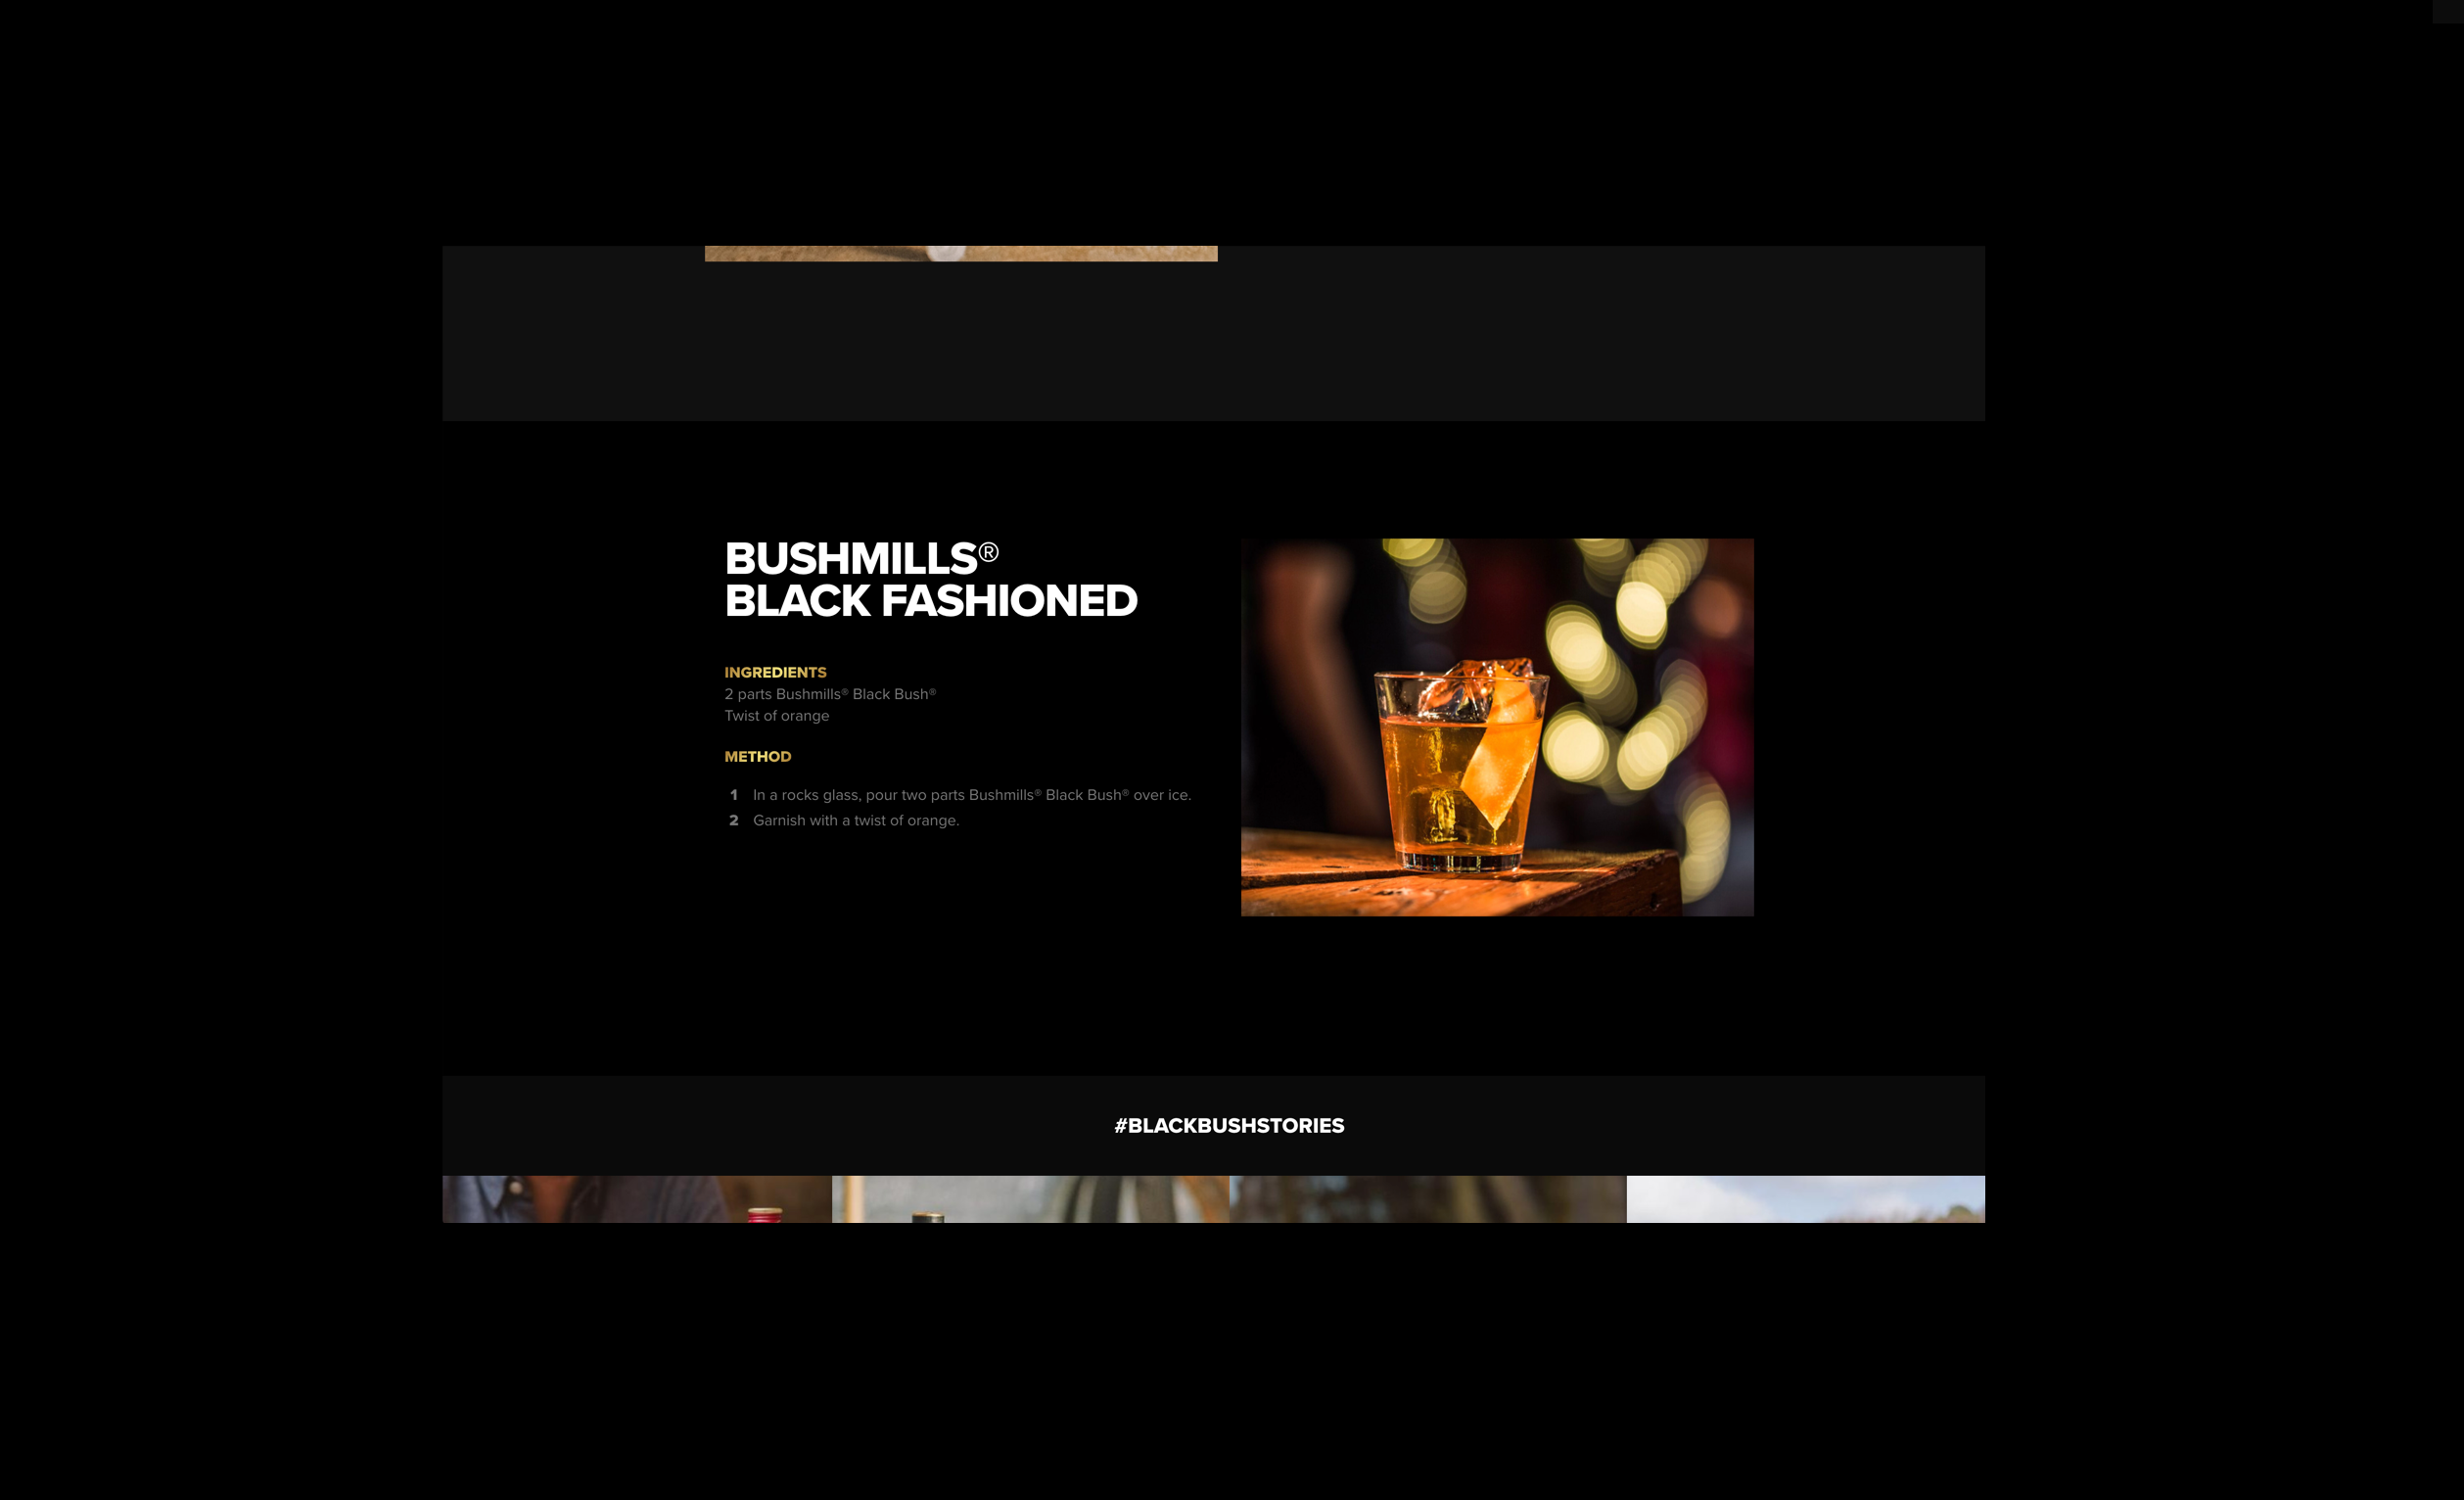 BUSHMILLS®
BLACK FASHIONED
INGREDIENTS
2 parts Bushmills® Black Bush®
Twist of orange
METHOD
1 In a rocks glass, pour two parts Bushmills® Black Bush® over ice.
2 Garnish with a twist of orange.
#BLACKBUSHSTORIES